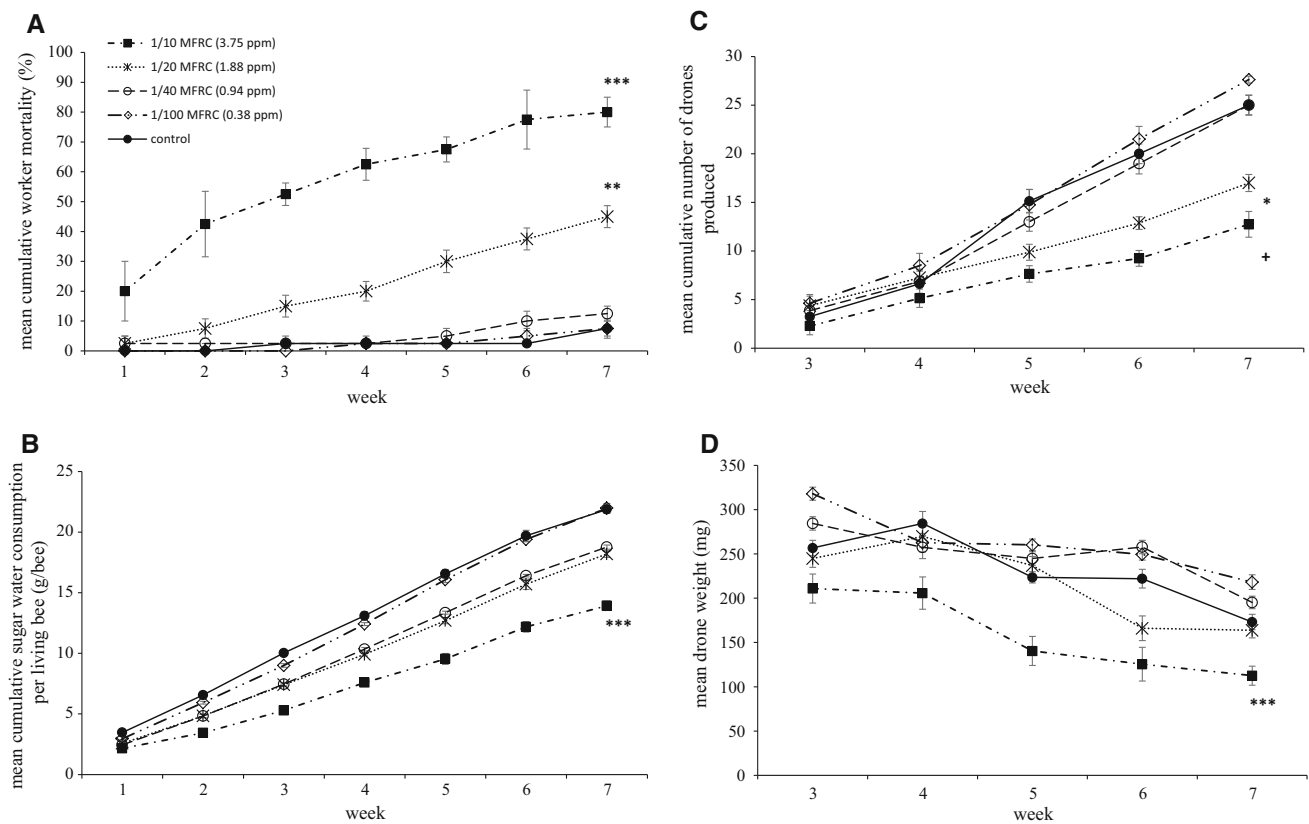 A
1/10 MFRC (3.75 ppm)
1/20 MFRC (1.88 ppm)
1/40 MFRC (0.94 ppm)
1/100 MFRC (0.38 ppm)
control
mean cumulative worker mortality (%)
100
90
80
70
60
50
40
30
20
10
0
***
**
1 2 3 4 5 6 7
week
B
mean cumulative sugar water consumption
per living bee (g/bee)
25
20
15
10
5
0
***
1 2 3 4 5 6 7
week
C
mean cumulative number of drones
produced
30
25
20
15
10
5
0
*
+
3 4 5 6 7
week
D
mean drone weight (mg)
350
300
250
200
150
100
50
0
***
3 4 5 6 7
week